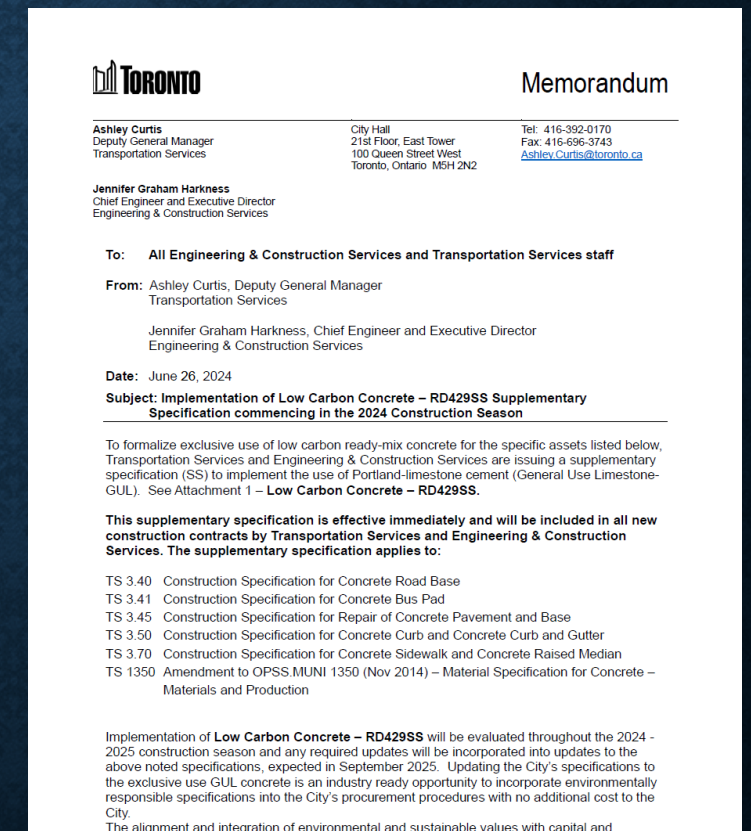 TORONTO
Memorandum
Ashley Curtis
Deputy General Manager
Transportation Services
City Hall
21st Floor, East Tower
100 Queen Street West
Toronto, Ontario M5H 2N2
Tel: 416-392-0170
Fax: 416-696-3743
Ashley.Curtis@toronto.ca
Jennifer Graham Harkness
Chief Engineer and Executive Director
Engineering & Construction Services
To: All Engineering & Construction Services and Transportation Services staff
From: Ashley Curtis, Deputy General Manager
Transportation Services
Jennifer Graham Harkness, Chief Engineer and Executive Director
Engineering & Construction Services
Date: June 26, 2024
Subject: Implementation of Low Carbon Concrete – RD429SS Supplementary
Specification commencing in the 2024 Construction Season
To formalize exclusive use of low carbon ready-mix concrete for the specific assets listed below,
Transportation Services and Engineering & Construction Services are issuing a supplementary
specification (SS) to implement the use of Portland-limestone cement (General Use Limestone-
GUL). See Attachment 1 – Low Carbon Concrete – RD429SS.
This supplementary specification is effective immediately and will be included in all new
construction contracts by Transportation Services and Engineering & Construction
Services. The supplementary specification applies to:
TS 3.40 Construction Specification for Concrete Road Base
TS 3.41 Construction Specification for Concrete Bus Pad
TS 3.45 Construction Specification for Repair of Concrete Pavement and Base
TS 3.50 Construction Specification for Concrete Curb and Concrete Curb and Gutter
TS 3.70 Construction Specification for Concrete Sidewalk and Concrete Raised Median
TS 1350 Amendment to OPSS.MUNI 1350 (Nov 2014) – Material Specification for Concrete –
Materials and Production
Implementation of Low Carbon Concrete – RD429SS will be evaluated throughout the 2024 -
2025 construction season and any required updates will be incorporated into updates to the
above noted specifications, expected in September 2025. Updating the City's specifications to
the exclusive use GUL concrete is an industry ready opportunity to incorporate environmentally
responsible specifications into the City's procurement procedures with no additional cost to the
City.
The alignment and integration of environmental and sustainable values with capital and